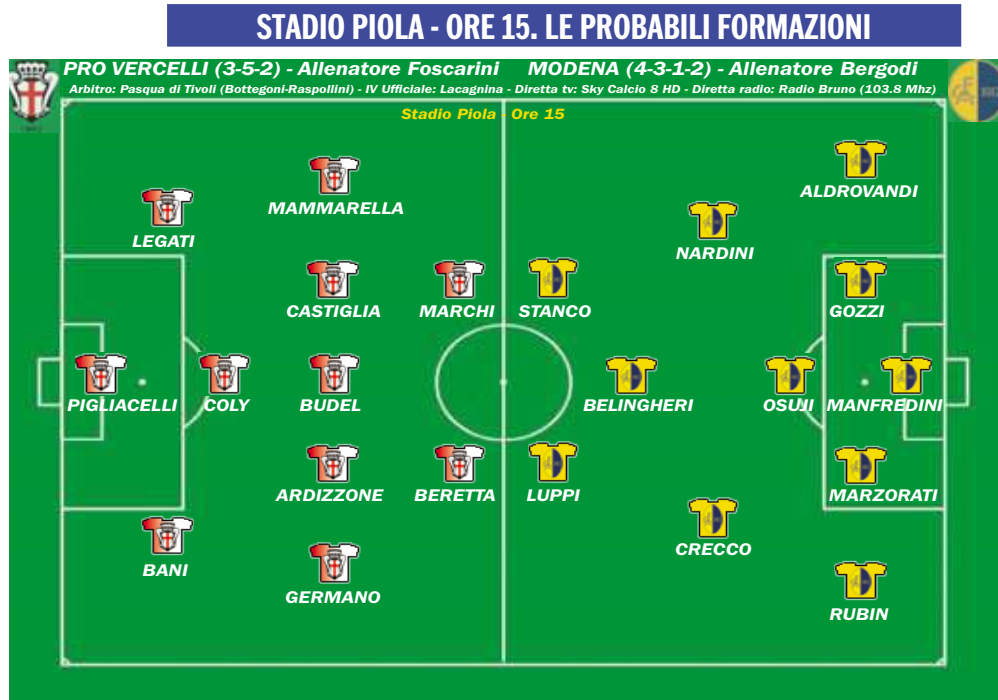 STADIO PIOLA - ORE 15. LE PROBABILI FORMAZIONI
PRO VERCELLI (3-5-2) - Allenatore Foscarini MODENA (4-3-1-2) - Allenatore Bergodi
Arbitro: Pasqua di Tivoli (Bottegoni-Raspollini) - IV Ufficiale: Lacagnina - Diretta tv: Sky Calcio 8 HD - Diretta radio: Radio Bruno (103.8 Mhz)
Stadio Piola - Ore 15
ALDROVANDI
MAMMARELLA
LEGATI
NARDINI
CASTIGLIA
MARCHI
STANCO
GOZZI
PIGLIACELLI
COLY
BUDEL
BELINGHERI
OSUJI
MANFREDINI
ARDIZZONE
BERETTA
LUPPI
MARZORATI
CRECCO
BANI
GERMANO
RUBIN